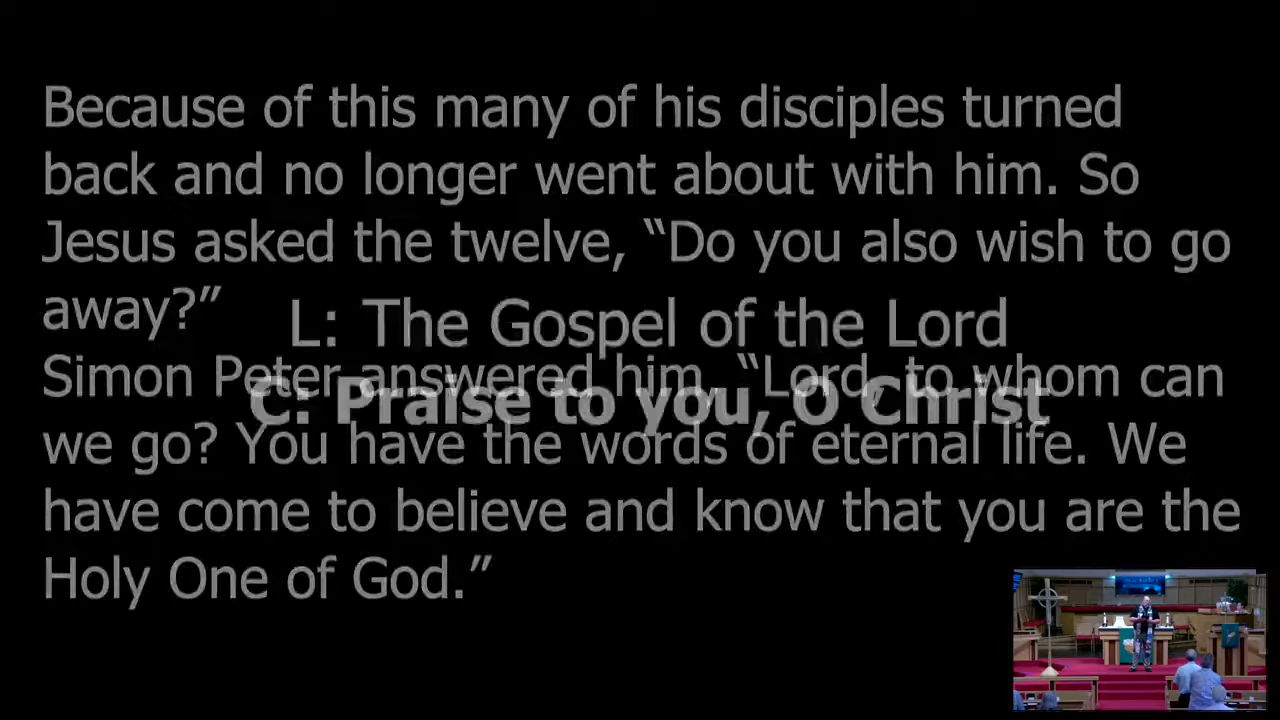 Because of this many of his disciples turned
back and no longer went about with him. So
Jesus asked the twelve, “Do you also wish to go
away?”
L: The Gospel of the Lord
Simon Peter answered him, “Lord, to whom can
C: Praise to you, O Christ
we go? You have the words of eternal life. We
have come to believe and know that you are the
Holy One of God.”